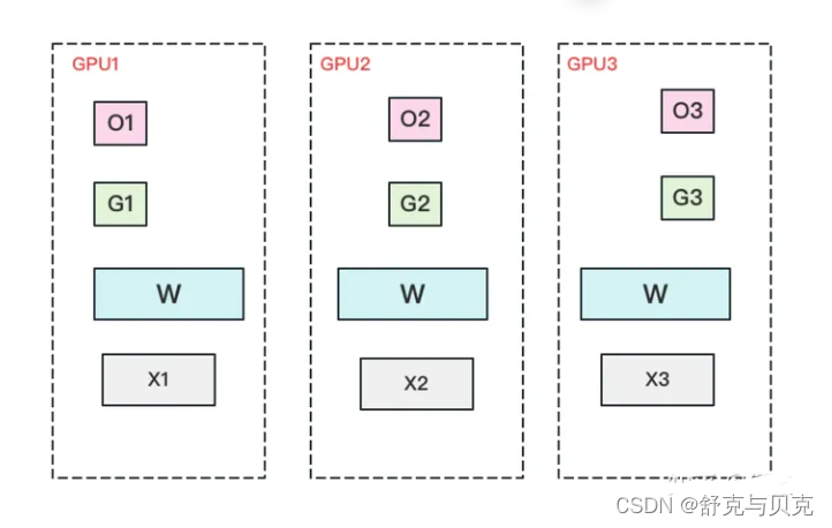 GPU1 GPU2 GPU3
O1 O2 O3
G1 G2 G3
W W W
X1 X2 X3
CSDN @舒克与贝克